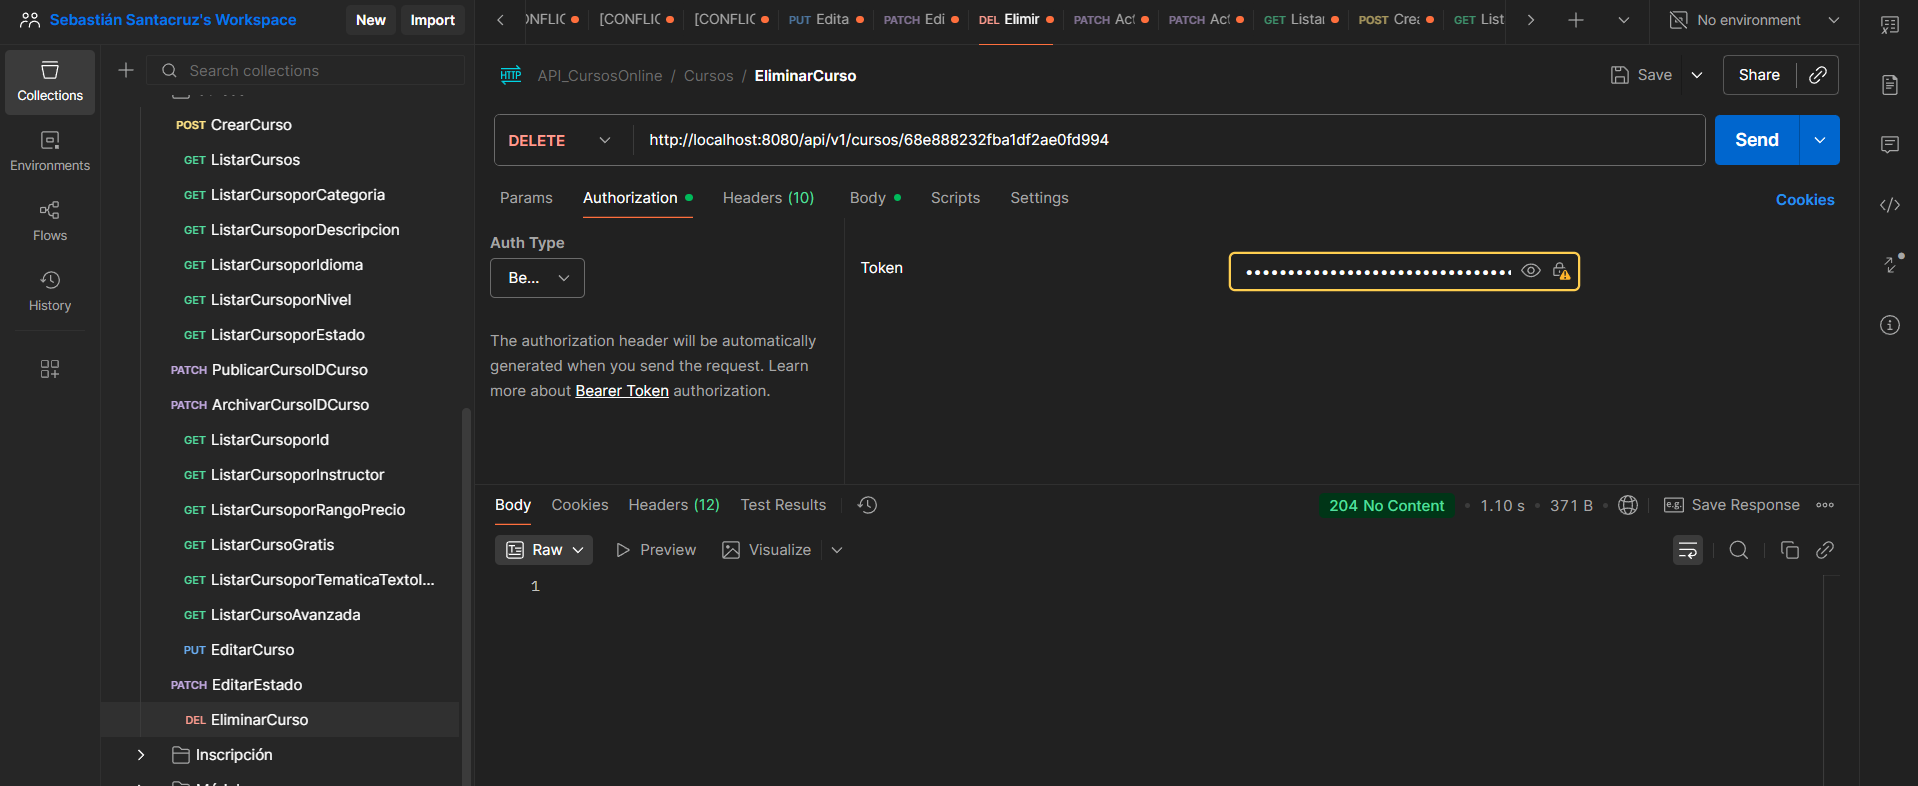 Sebastián Santacruz's Workspace
New
Import
ONFLIC
[CONFLIC
[CONFLIC
PUT Edita
PATCH Edi
DEL Elimir
PATCH Act
PATCH Act
GET Listar
POST Crea
GET List
No environment
Collections
Environments
Flows
History
Search collections
POST CrearCurso
GET ListarCursos
GET ListarCursoporCategoria
GET ListarCursoporDescripcion
GET ListarCursoporIdioma
GET ListarCursoporNivel
GET ListarCursoporEstado
PATCH PublicarCursoIDCurso
PATCH ArchivarCursoIDCurso
GET ListarCursoporId
GET ListarCursoporInstructor
GET ListarCursoporRangoPrecio
GET ListarCursoGratis
GET ListarCursoporTematicaTextoI...
GET ListarCursoAvanzada
PUT EditarCurso
PATCH EditarEstado
DEL EliminarCurso
Inscripción
HTTP API_CursosOnline / Cursos / EliminarCurso
Save
Share
DELETE
http://localhost:8080/api/v1/cursos/68e888232fba1df2ae0fd994
Send
Params
Authorization
Headers (10)
Body
Scripts
Settings
Cookies
Auth Type
Be...
The authorization header will be automatically
generated when you send the request. Learn
more about Bearer Token authorization.
Token
Body
Cookies
Headers (12)
Test Results
204 No Content
1.10 s
371 B
e.g. Save Response
Raw
Preview
Visualize
1